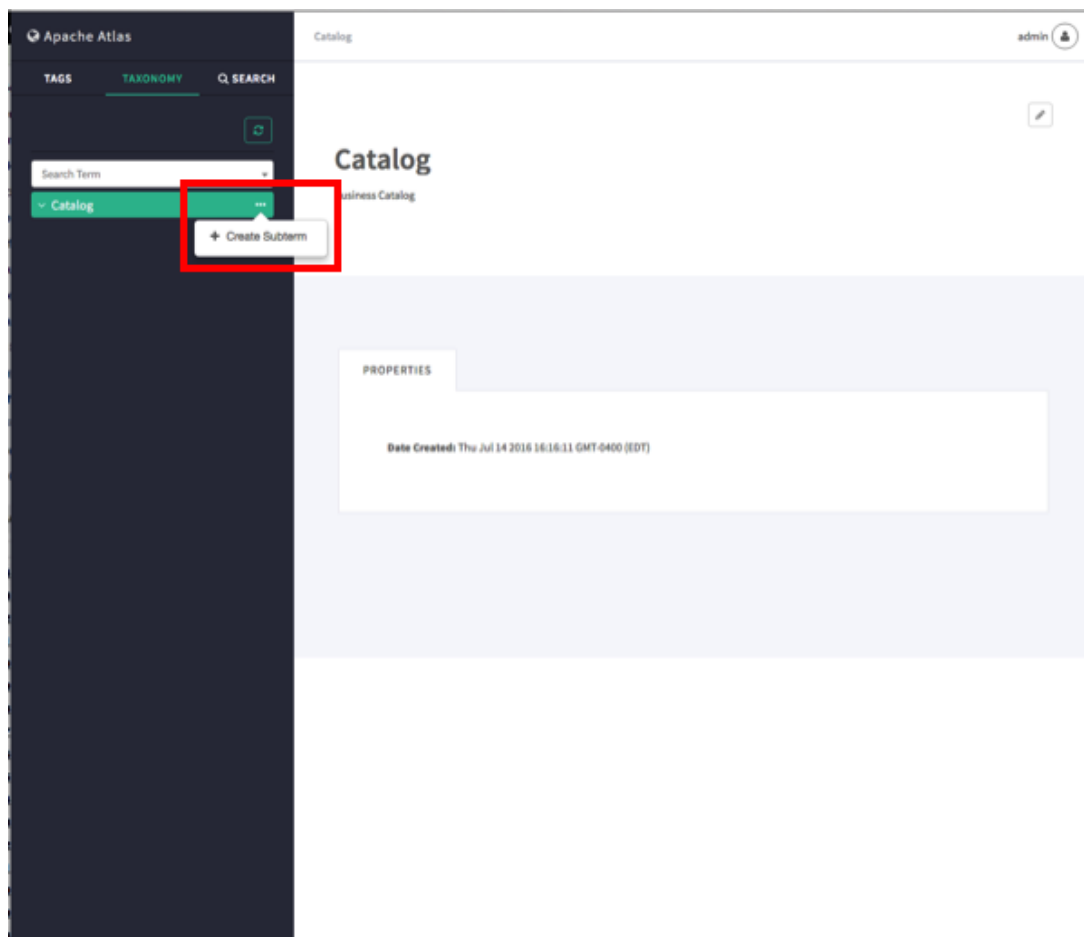 Apache Atlas
Catalog
admin
TAGS TAXONOMY SEARCH
Catalog
Search Term
usiness Catalog
Catalog
+ Create Subterm
PROPERTIES
Date Created: Thu Jul 14 2016 16:16:11 GMT-0400 (EDT)